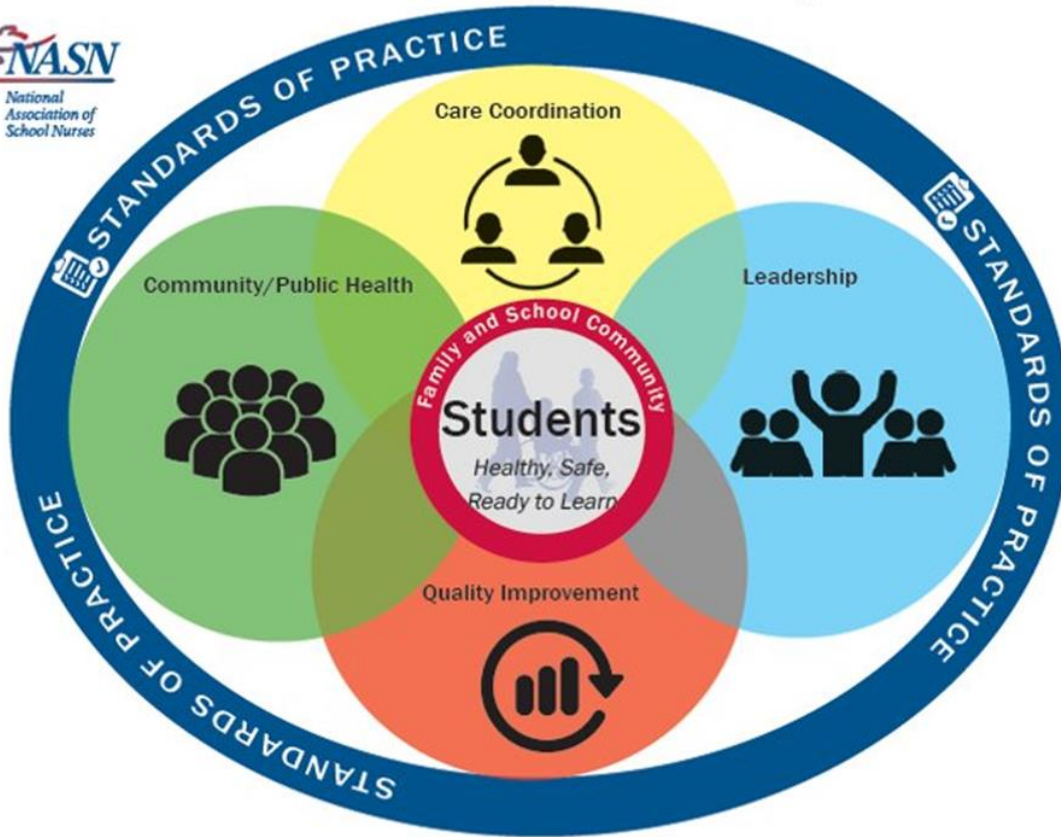 NASN
National
Association of
School Nurses
STANDARDS OF PRACTICE
STANDARDS OF PRACTICE
STANDARDS OF PRACTICE
Care Coordination
Community/Public Health
Leadership
Family and School Community
Students
Healthy, Safe,
Ready to Learn
Quality Improvement